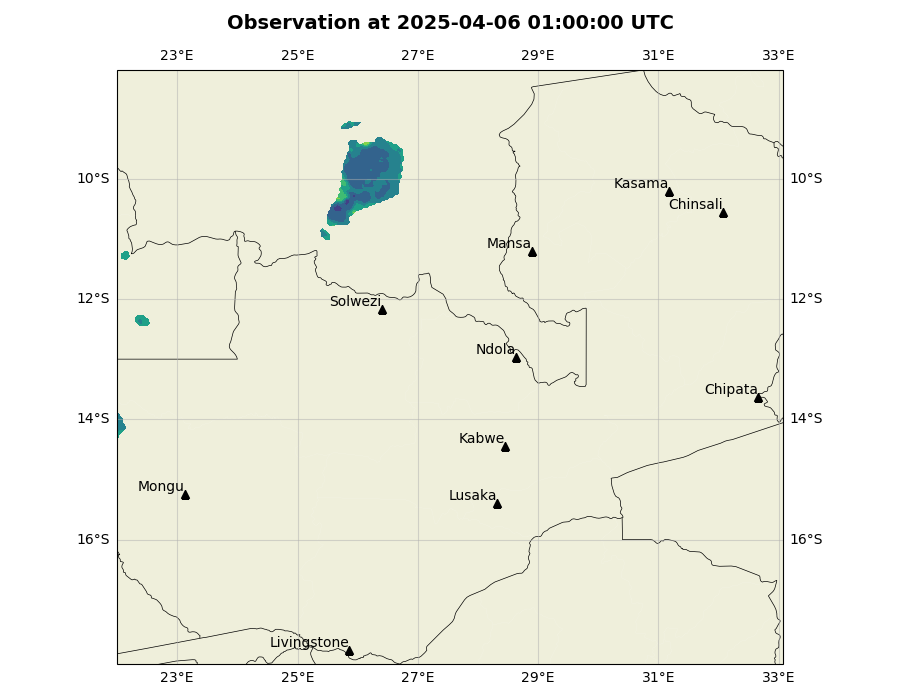 Observation at 2025-04-06 01:00:00 UTC
23°E 25°E 27°E 29°E 31°E 33°E
10°S 10°S
Kasama
Chinsali
Mansa
12°S 12°S
Solwezi
Ndola
Chipata
14°S 14°S
Kabwe
Mongu
Lusaka
16°S 16°S
Livingstone
23°E 25°E 27°E 29°E 31°E 33°E